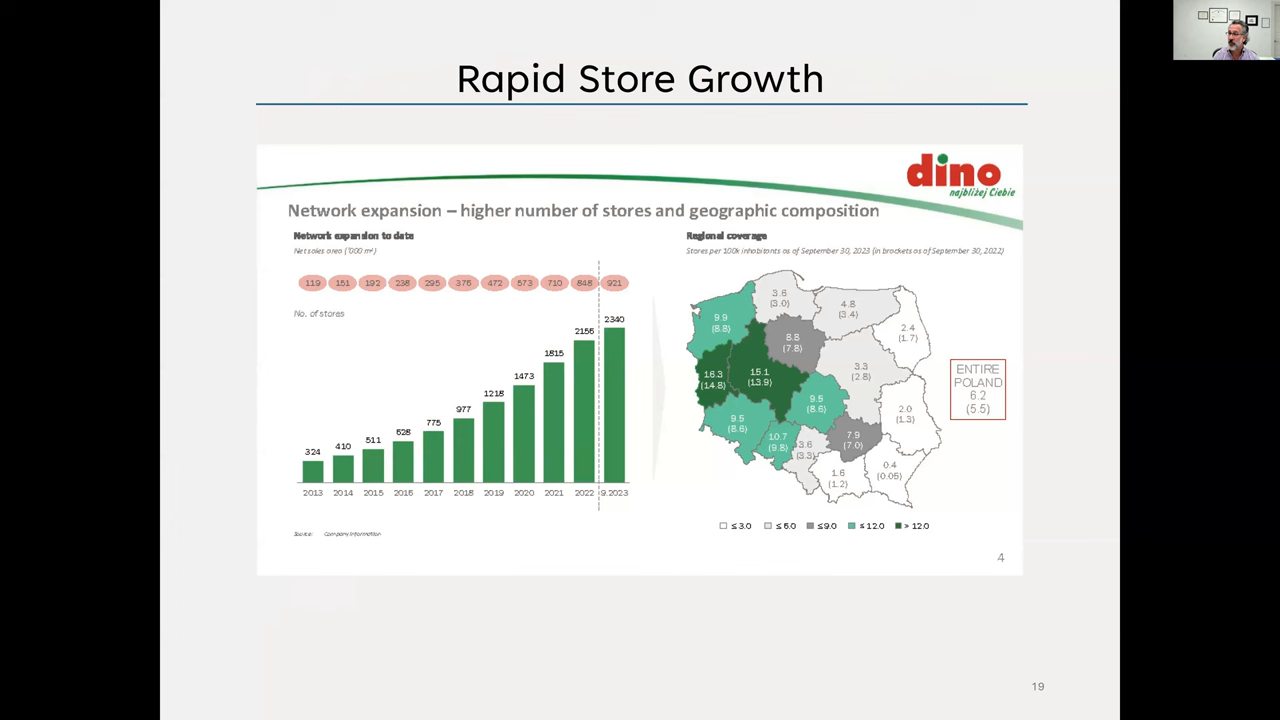 Rapid Store Growth
dino
najbliżej Ciebie
Network expansion – higher number of stores and geographic composition
Network expansion to date
Net sales area ('000 m²)
119 151 192 238 295 375 472 573 710 848 921
No. of stores
324 410 511 628 775 977 1218 1473 1815 2156 2340
2013 2014 2015 2016 2017 2018 2019 2020 2021 2022 9.2023
Source: Company information
Regional coverage
Stores per 100k inhabitants as of September 30, 2023 (in brackets as of September 30, 2022)
3.6
(3.0)
4.8
(3.4)
9.9
(8.8)
2.4
(1.7)
8.8
(7.8)
3.3
(2.8)
16.3
(14.8)
15.1
(13.9)
9.5
(8.6)
2.0
(1.3)
9.5
(8.6)
10.7
(9.8)
3.6
(3.3)
7.9
(7.0)
1.6
(1.2)
0.4
(0.05)
ENTIRE
POLAND
6.2
(5.5)
≤ 3.0 ≤ 6.0 ≤9.0 ≤ 12.0 > 12.0
4
19